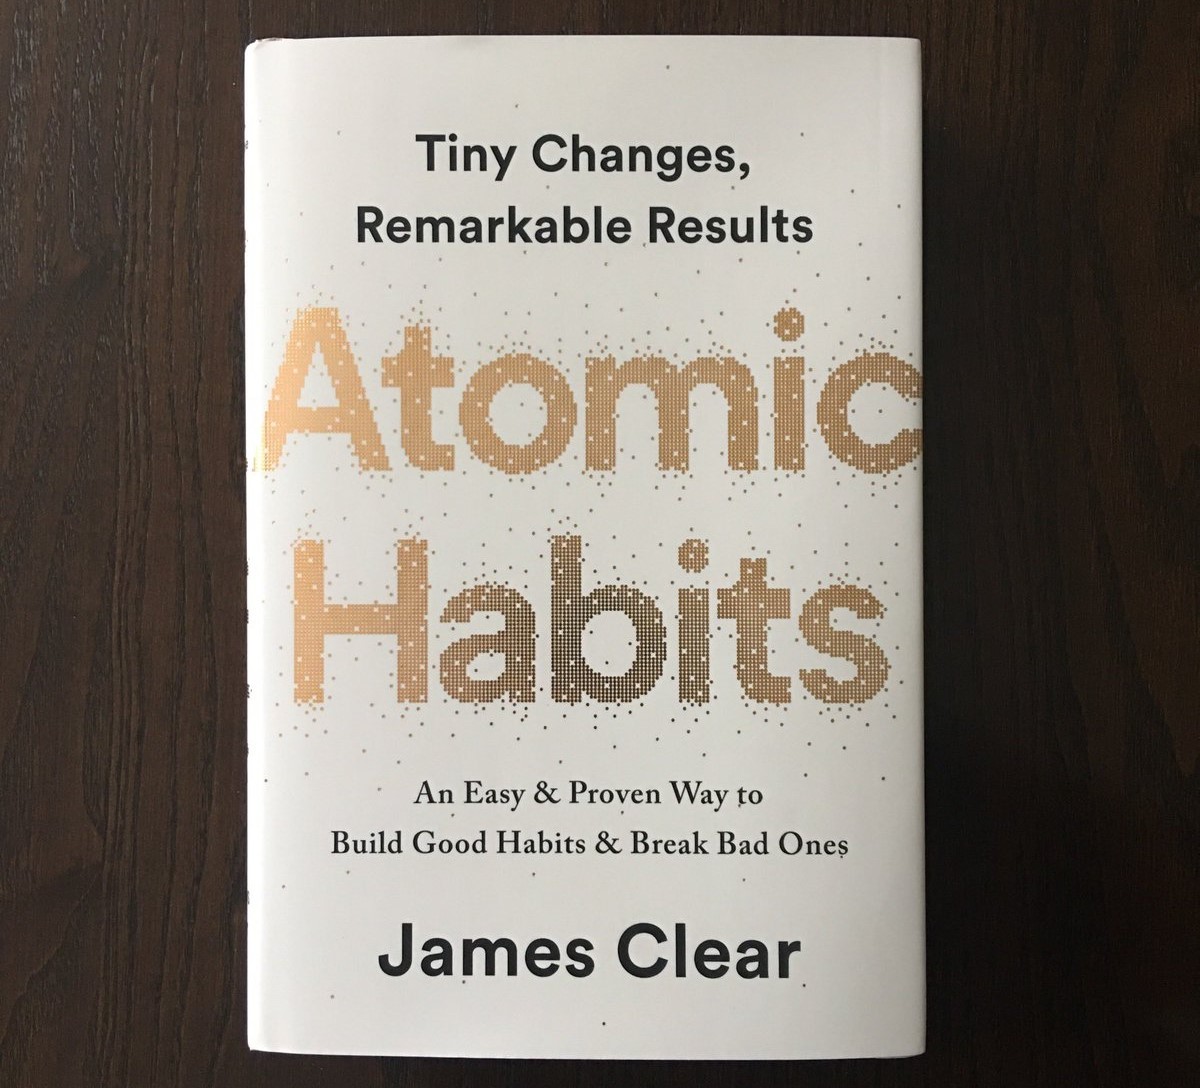 Tiny Changes,
Remarkable Results
Atomic
Habits
An Easy & Proven Way to
Build Good Habits & Break Bad Ones
James Clear